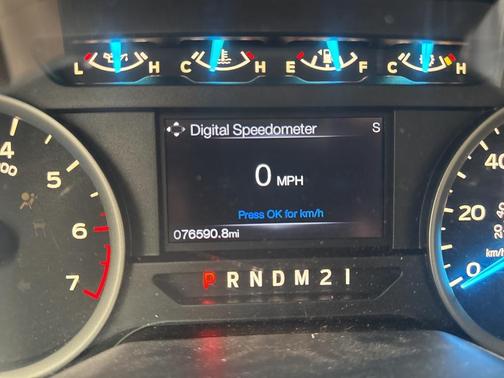 L H C H E F C H
Digital Speedometer S
0 MPH
Press OK for km/h
076590.8mi
P R N D M 2 1
4
5
6
7
40
20
0
km/h